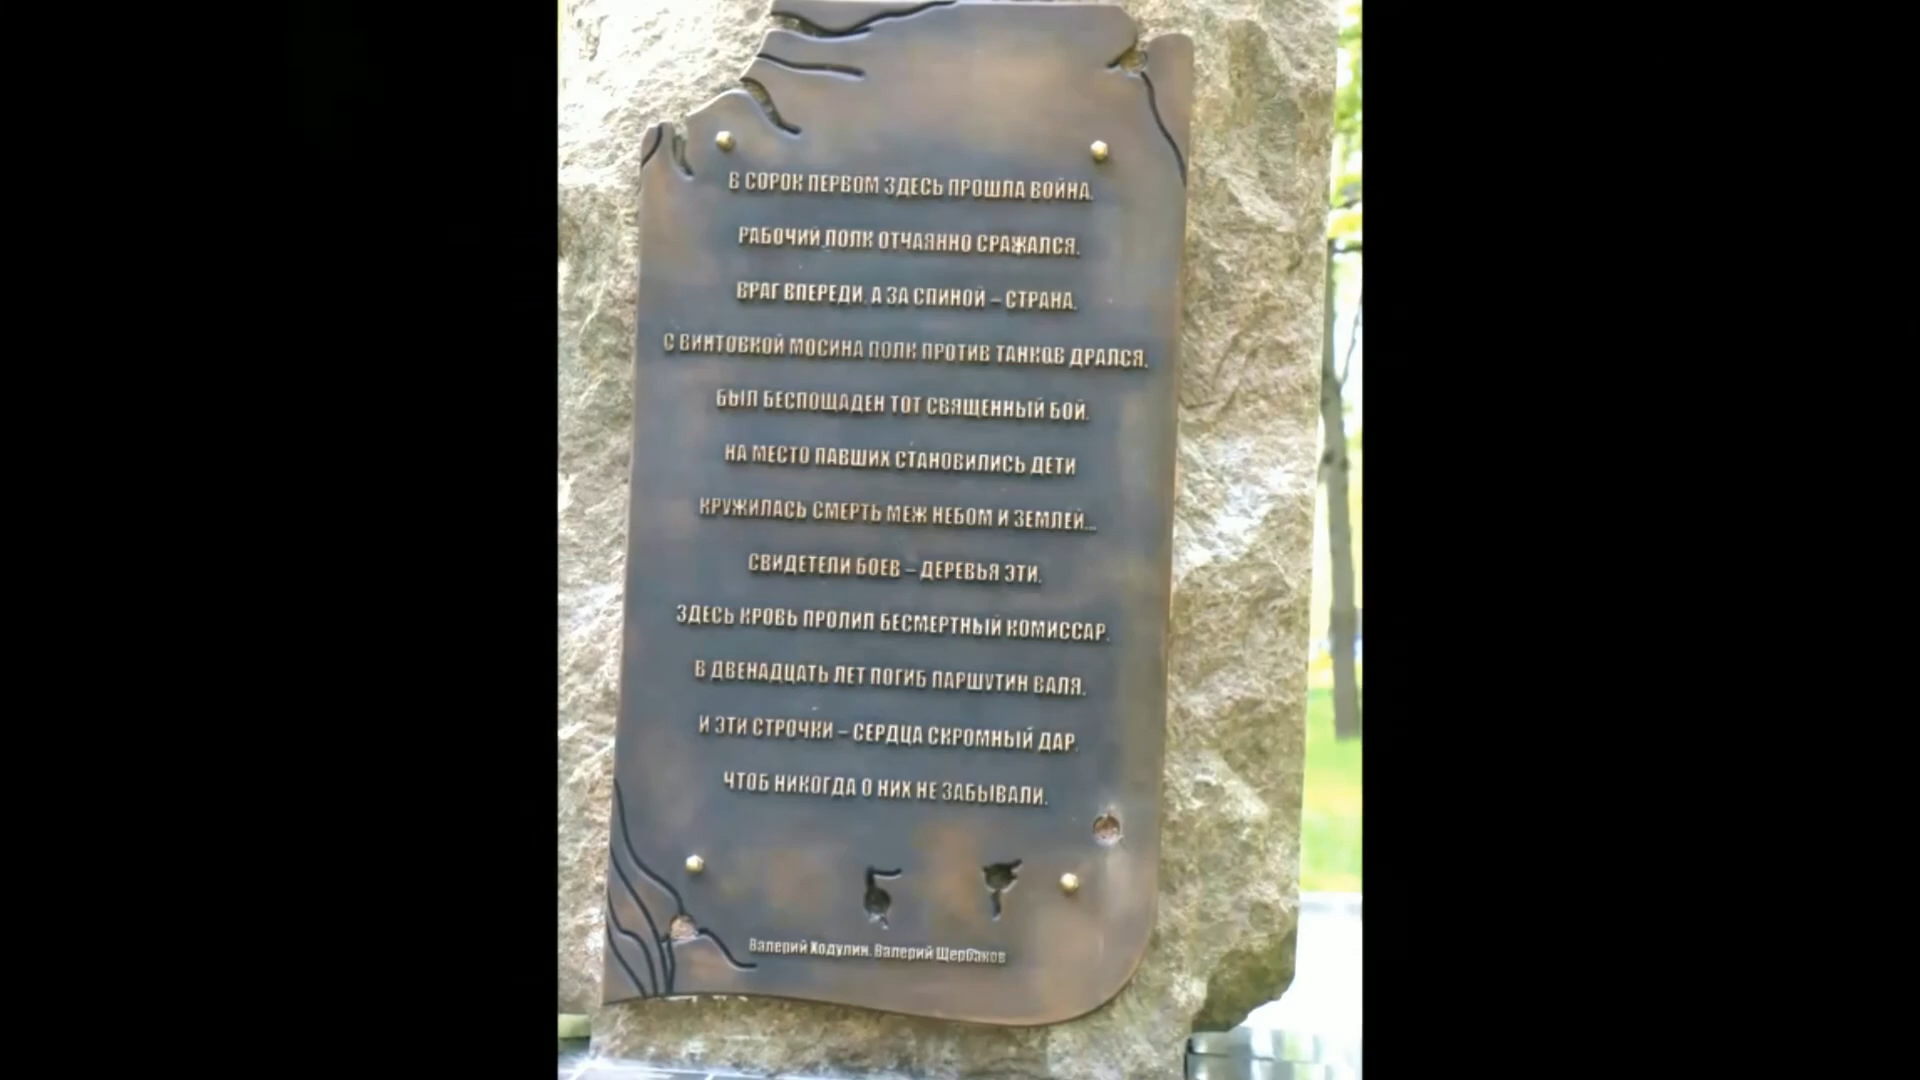 В СОРОК ПЕРВОМ ЗДЕСЬ ПРОШЛА ВОЙНА.
РАБОЧИЙ ПОЛК ОТЧАЯННО СРАЖАЛСЯ.
ВРАГ ВПЕРЕДИ, А ЗА СПИНОЙ – СТРАНА.
С ВИНТОВКОЙ МОСИНА ПОЛК ПРОТИВ ТАНКОВ ДРАЛСЯ.
БЫЛ БЕСПОЩАДЕН ТОТ СВЯЩЕННЫЙ БОЙ.
НА МЕСТО ПАВШИХ СТАНОВИЛИСЬ ДЕТИ
КРУЖИЛАСЬ СМЕРТЬ МЕЖ НЕБОМ И ЗЕМЛЕЙ...
СВИДЕТЕЛИ БОЕВ – ДЕРЕВЬЯ ЭТИ.
ЗДЕСЬ КРОВЬ ПРОЛИЛ БЕСМЕРТНЫЙ КОМИССАР.
В ДВЕНАДЦАТЬ ЛЕТ ПОГИБ ПАРШУТИН ВАЛЯ.
И ЭТИ СТРОЧКИ – СЕРДЦА СКРОМНЫЙ ДАР.
ЧТОБ НИКОГДА О НИХ НЕ ЗАБЫВАЛИ.
Валерий Ходулин. Валерий Щербаков